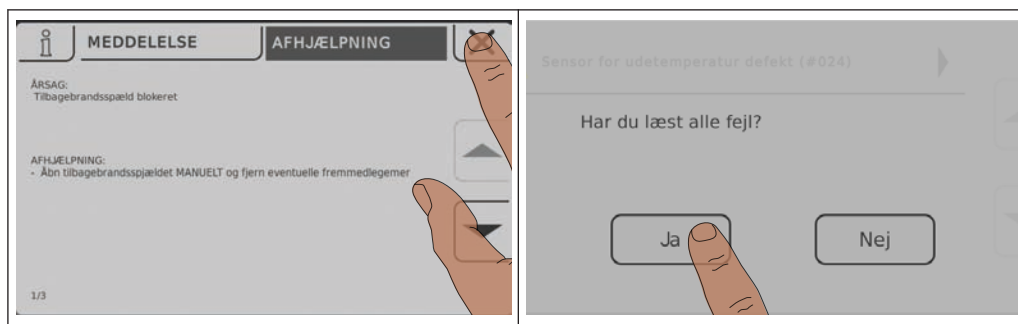 MEDDELELSE
AFHJÆLPNING
ÅRSAG:
Tilbagebrandsspæld blokeret
AFHJÆLPNING:
- Åbn tilbagebrandsspjældet MANUELT og fjern eventuelle fremmedlegemer
1/3
Sensor for udetemperatur defekt (#024)
Har du læst alle fejl?
Ja
Nej